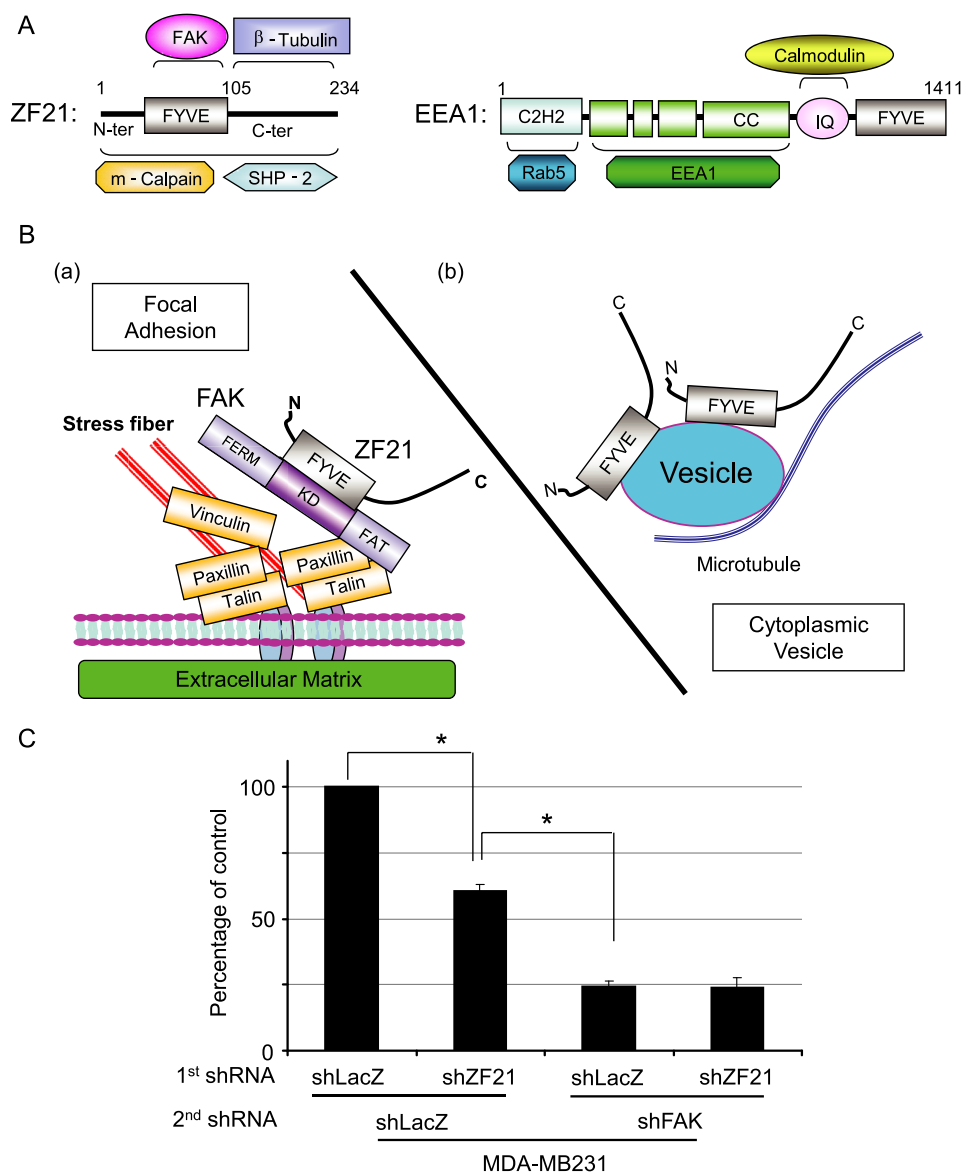 A
FAK
β-Tubulin
1 105 234
ZF21:
FYVE
N-ter
C-ter
m - Calpain
SHP - 2
Calmodulin
1 1411
EEA1:
C2H2
CC
IQ
FYVE
Rab5
EEA1
B
(a)
Focal
Adhesion
FAK
N
ZF21
Stress fiber
FERM
FYVE
KD
C
FAT
Vinculin
Paxillin
Paxillin
Talin
Talin
Extracellular Matrix
(b)
C
C
N
FYVE
FYVE
N
Vesicle
Microtubule
Cytoplasmic
Vesicle
C
*
*
Percentage of control
100
50
25
0
1st shRNA shLacZ shZF21 shLacZ shZF21
2nd shRNA shLacZ shFAK
MDA-MB231